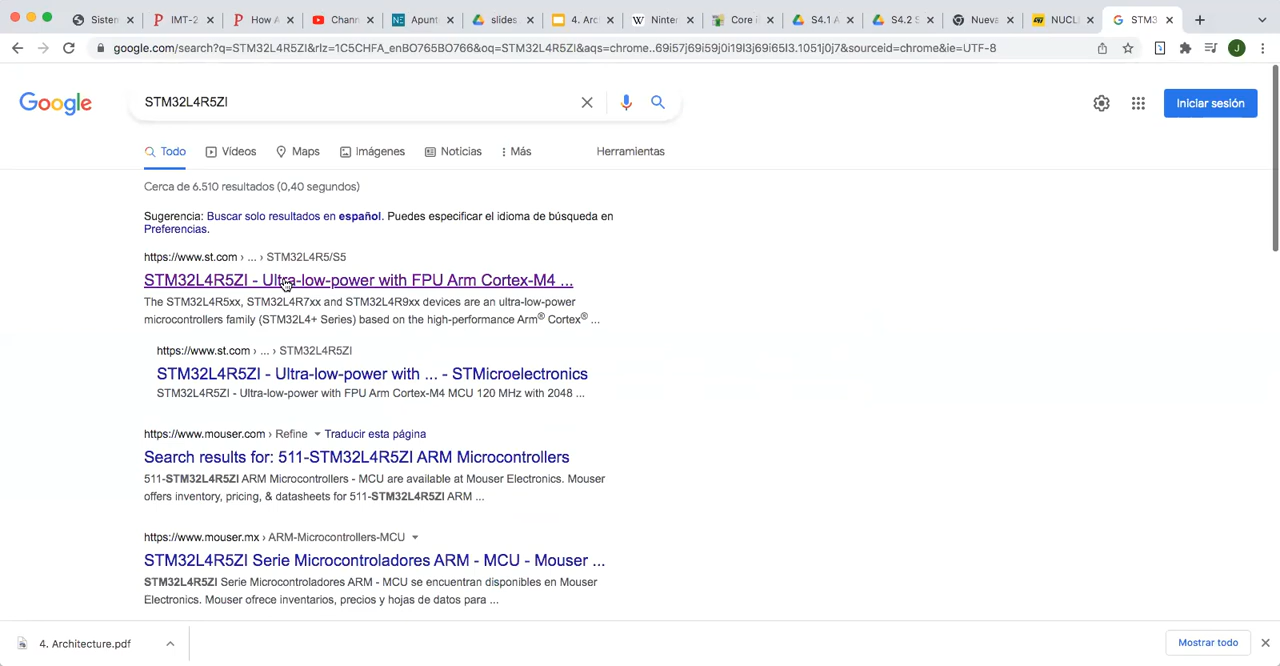 Sisten
IMT-2
How A
Chann
Apunt
slides
4. Arc
Winter
Core i
S4.1 A
S4.2 S
Nueva
NUCL
STM3
google.com/search?q=STM32L4R5ZI&rlz=1C5CHFA_enBO765BO766&oq=STM32L4R5ZI&aqs=chrome..69i57j69i59j0i19l3j69i65l3.1051j0j7&sourceid=chrome&ie=UTF-8
J
Google
STM32L4R5ZI
Iniciar sesión
Todo
Vídeos
Maps
Imágenes
Noticias
Más
Herramientas
Cerca de 6.510 resultados (0,40 segundos)
Sugerencia: Buscar solo resultados en español. Puedes especificar el idioma de búsqueda en
Preferencias.
https://www.st.com › ... › STM32L4R5/S5
STM32L4R5ZI - Ultra-low-power with FPU Arm Cortex-M4 ...
The STM32L4R5xx, STM32L4R7xx and STM32L4R9xx devices are an ultra-low-power
microcontrollers family (STM32L4+ Series) based on the high-performance Arm® Cortex® ...
https://www.st.com › ... › STM32L4R5ZI
STM32L4R5ZI - Ultra-low-power with ... - STMicroelectronics
STM32L4R5ZI - Ultra-low-power with FPU Arm Cortex-M4 MCU 120 MHz with 2048 ...
https://www.mouser.com › Refine Traducir esta página
Search results for: 511-STM32L4R5ZI ARM Microcontrollers
511-STM32L4R5ZI ARM Microcontrollers - MCU are available at Mouser Electronics. Mouser
offers inventory, pricing, & datasheets for 511-STM32L4R5ZI ARM ...
https://www.mouser.mx › ARM-Microcontrollers-MCU
STM32L4R5ZI Serie Microcontroladores ARM - MCU - Mouser ...
STM32L4R5ZI Serie Microcontroladores ARM - MCU se encuentran disponibles en Mouser
Electronics. Mouser ofrece inventarios, precios y hojas de datos para ...
4. Architecture.pdf
Mostrar todo